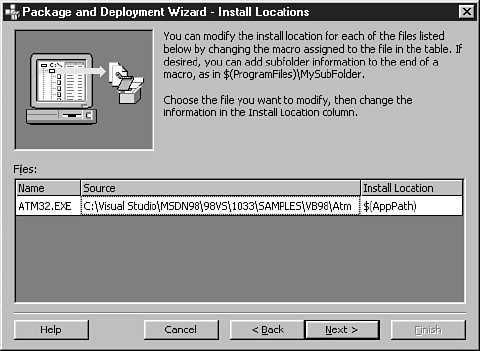 Package and Deployment Wizard - Install Locations
You can modify the install location for each of the files listed
below by changing the macro assigned to the file in the table. If
desired, you can add subfolder information to the end of a
macro, as in $(ProgramFiles)\MySubFolder.
Choose the file you want to modify, then change the
information in the Install Location column.
Files:
Name Source Install Location
ATM32.EXE C:\Visual Studio\MSDN98\98VS\1033\SAMPLES\VB98\Atm $(AppPath)
Help Cancel < Back Next > Finish